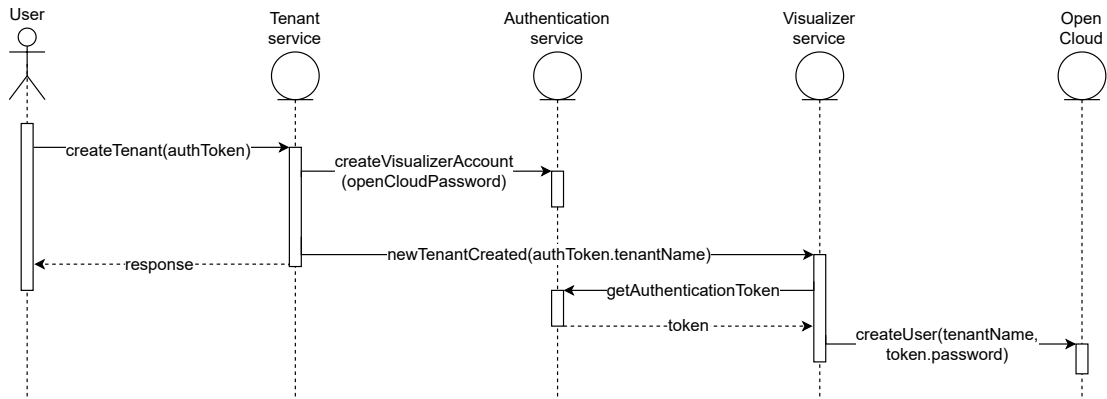 User
Tenant
service
Authentication
service
Visualizer
service
Open
Cloud
createTenant(authToken)
createVisualizerAccount
(openCloudPassword)
newTenantCreated(authToken.tenantName)
response
getAuthenticationToken
token
createUser(tenantName,
token.password)